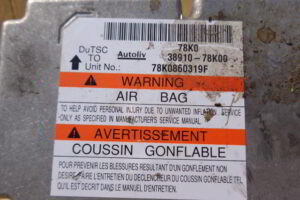 78K0
DuTSC
TO
Autoliv
38910-78K00
Unit No.:
78K0860319F
WARNING
AIR BAG
TO HELP AVOID PERSONAL INJURY DUE TO UNWANTED INFLATION, SERVICE
ONLY AS SPECIFIED IN MANUFACTURER'S SERVICE MANUAL
AVERTISSEMENT
COUSSIN GONFLABLE
POUR PREVENIR LES BLESSURES RESULTANT D'UN GONFLEMENT NON
DESIRE, FAIRE L'ENTRETIEN DU DECLENCHEUR DU COUSSIN GONFLABLE TEL
QU'IL EST DECRIT DANS LE MANUEL D'ENTRETIEN.